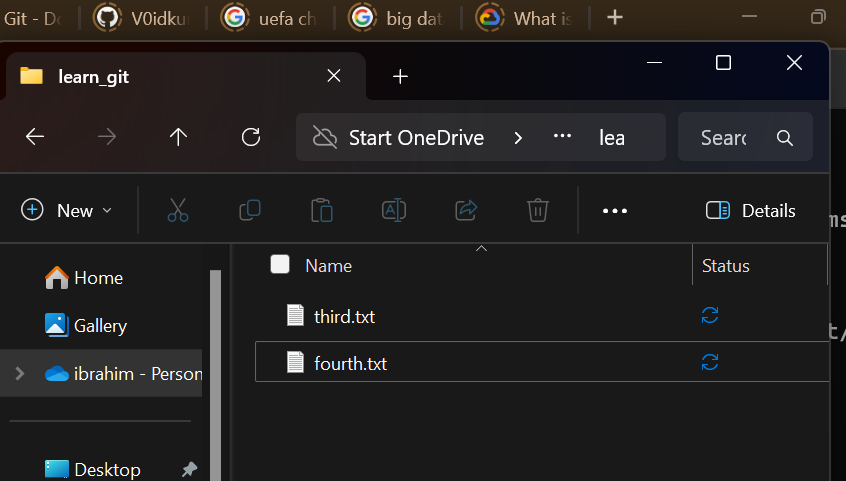 Git - Do
V0idku
uefa ch
big dat
What is
learn_git
Start OneDrive
lea
Searc
New
Details
Home
Gallery
ibrahim - Person
Desktop
Name
Status
third.txt
fourth.txt
ms
t/